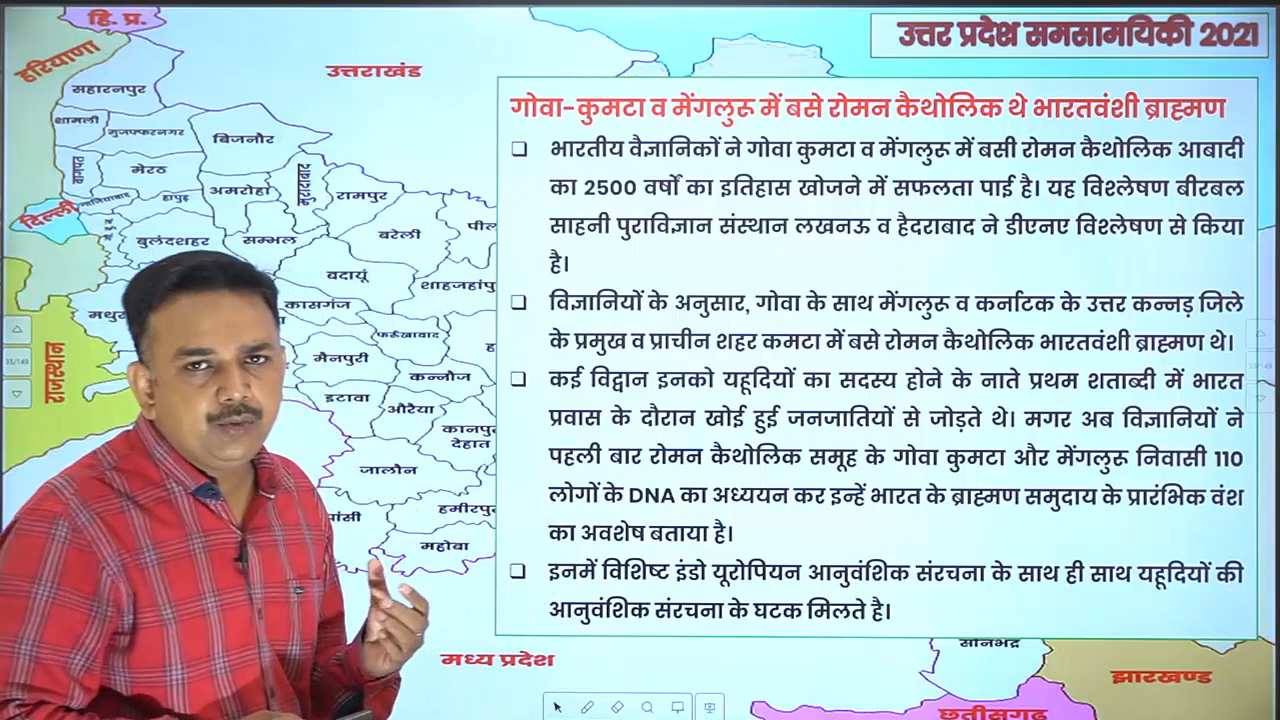 हि. प्र.
उत्तर प्रदेश समसामयिकी 2021
हरियाणा
उत्तराखंड
सहारनपुर
शामली
मुजफ्फरनगर
बिजनौर
बागपत
मेरठ
मुरादाबाद
अमरोहा
रामपुर
दिल्ली
गाजियाबाद
हापुड़
बरेली
बुलंदशहर
सम्भल
बदायूं
शाहजहांपु
मथु
कासगंज
फर्रुखाबाद
मैनपुरी
कन्नौज
राजस्थान
इटावा
औरैया
कानपु
देहात
जालौन
हमीरपु
महोबा
मध्य प्रदेश
गोवा-कुमटा व मेंगलुरू में बसे रोमन कैथोलिक थे भारतवंशी ब्राह्मण
❑ भारतीय वैज्ञानिकों ने गोवा कुमटा व मेंगलुरू में बसी रोमन कैथोलिक आबादी
का 2500 वर्षों का इतिहास खोजने में सफलता पाई है। यह विश्लेषण बीरबल
साहनी पुराविज्ञान संस्थान लखनऊ व हैदराबाद ने डीएनए विश्लेषण से किया
है।
❑ विज्ञानियों के अनुसार, गोवा के साथ मेंगलुरू व कर्नाटक के उत्तर कन्नड़ जिले
के प्रमुख व प्राचीन शहर कमटा में बसे रोमन कैथोलिक भारतवंशी ब्राह्मण थे।
❑ कई विद्वान इनको यहूदियों का सदस्य होने के नाते प्रथम शताब्दी में भारत
प्रवास के दौरान खोई हुई जनजातियों से जोड़ते थे। मगर अब विज्ञानियों ने
पहली बार रोमन कैथोलिक समूह के गोवा कुमटा और मेंगलुरू निवासी 110
लोगों के DNA का अध्ययन कर इन्हें भारत के ब्राह्मण समुदाय के प्रारंभिक वंश
का अवशेष बताया है।
❑ इनमें विशिष्ट इंडो यूरोपियन आनुवंशिक संरचना के साथ ही साथ यहूदियों की
आनुवंशिक संरचना के घटक मिलते है।
सोनभद्र
झारखण्ड
छत्तीसगढ़